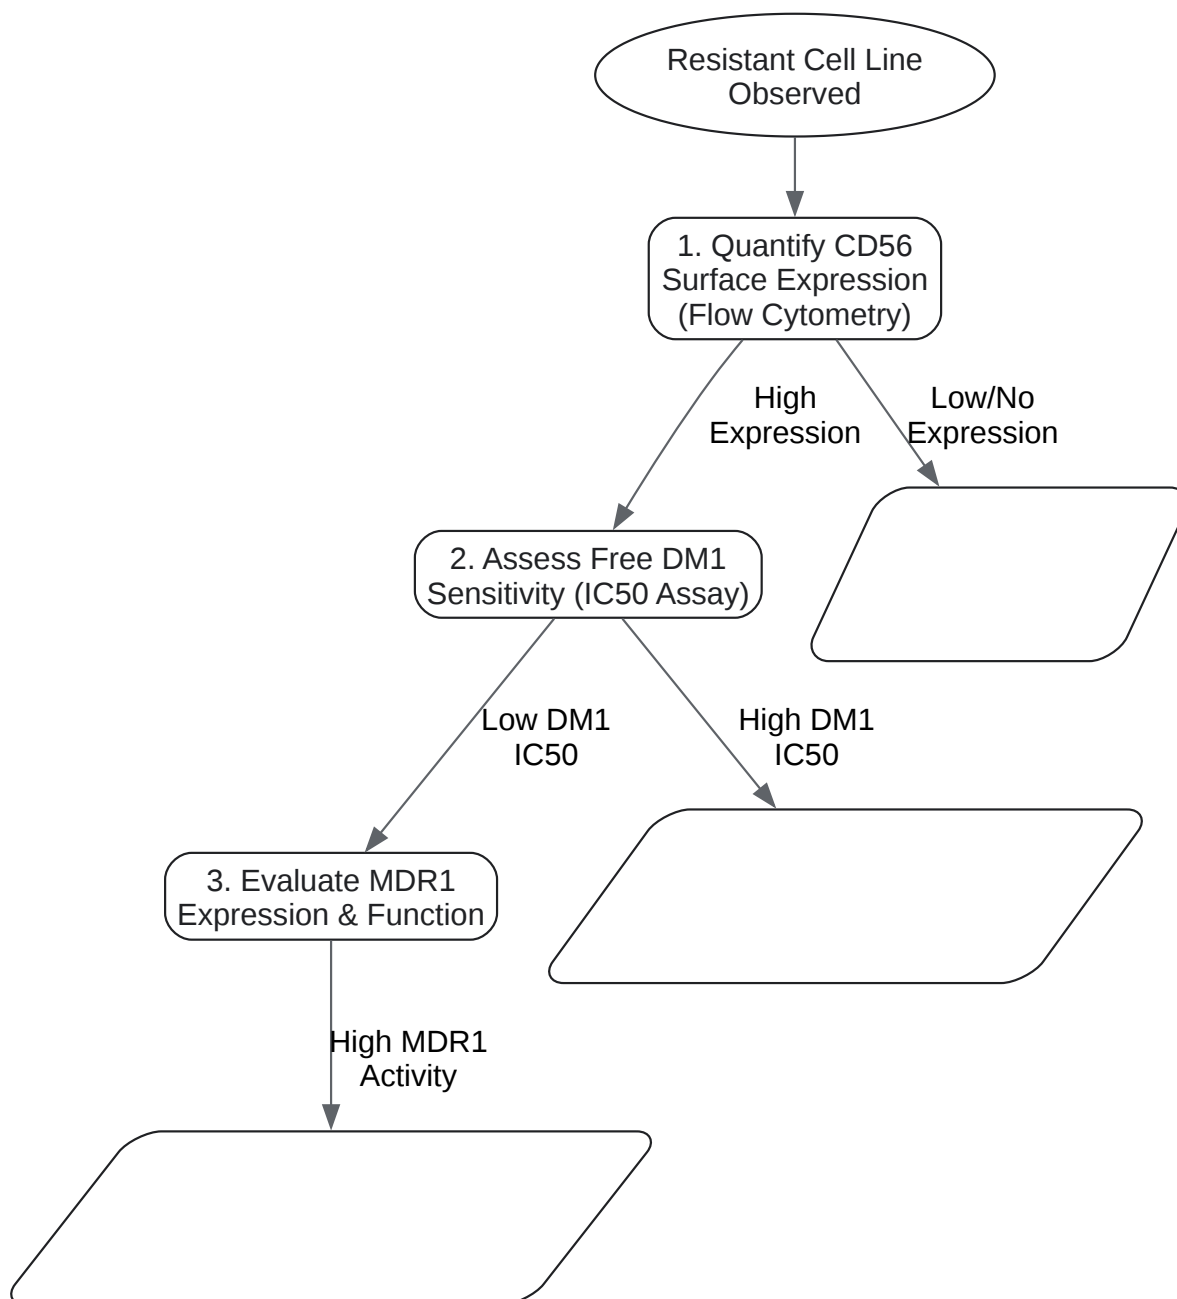 Resistant Cell Line
Observed
1. Quantify CD56
Surface Expression
(Flow Cytometry)
High
Expression
Low/No
Expression
2. Assess Free DM1
Sensitivity (IC50 Assay)
Low DM1
IC50
High DM1
IC50
3. Evaluate MDR1
Expression & Function
High MDR1
Activity